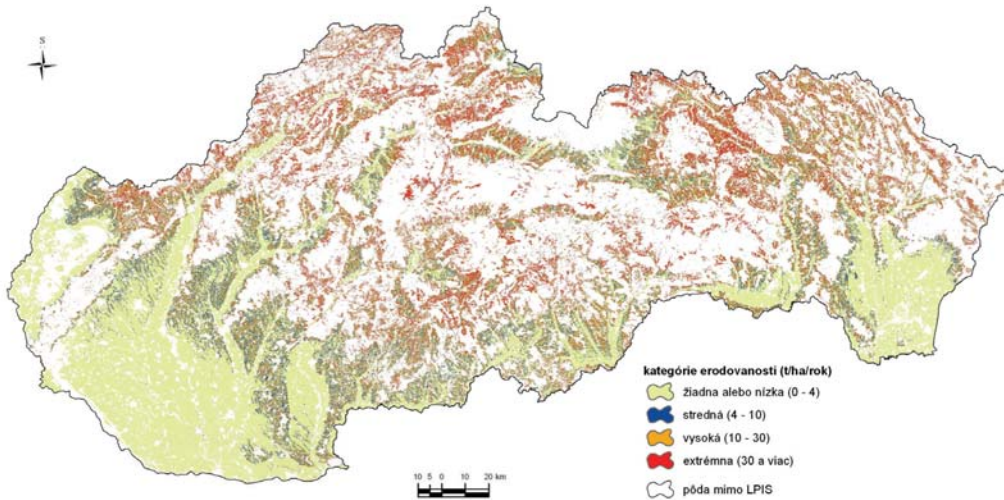 S
kategórie erodovanosti (t/ha/rok)
žiadna alebo nízka (0 - 4)
stredná (4 - 10)
vysoká (10 - 30)
extrémna (30 a viac)
pôda mimo LPIS
10 5 0 10 20 km